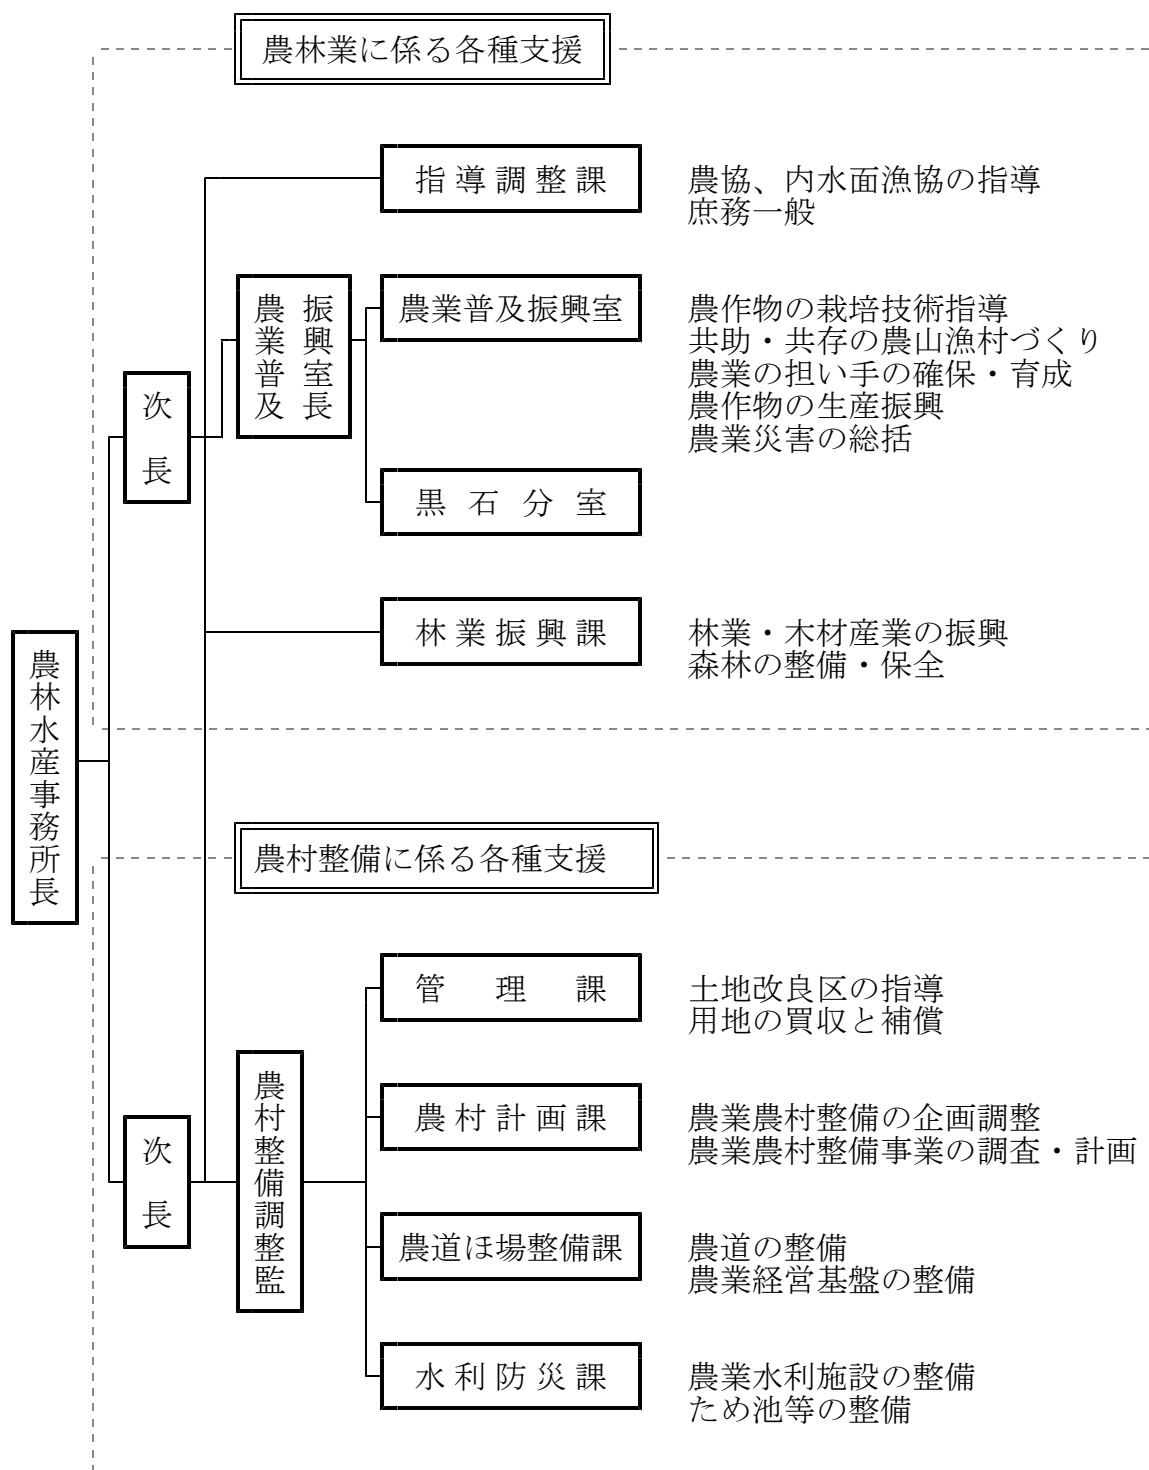 農林業に係る各種支援
指導調整課
農協、内水面漁協の指導
庶務一般
農業普及
振興室長
農業普及振興室
農作物の栽培技術指導
共助・共存の農山漁村づくり
農業の担い手の確保・育成
農作物の生産振興
農業災害の総括
次長
黒石分室
林業振興課
林業・木材産業の振興
森林の整備・保全
農林水産事務所長
農村整備に係る各種支援
管理課
土地改良区の指導
用地の買収と補償
農村整備調整監
農村計画課
農業農村整備の企画調整
農業農村整備事業の調査・計画
次長
農道ほ場整備課
農道の整備
農業経営基盤の整備
水利防災課
農業水利施設の整備
ため池等の整備